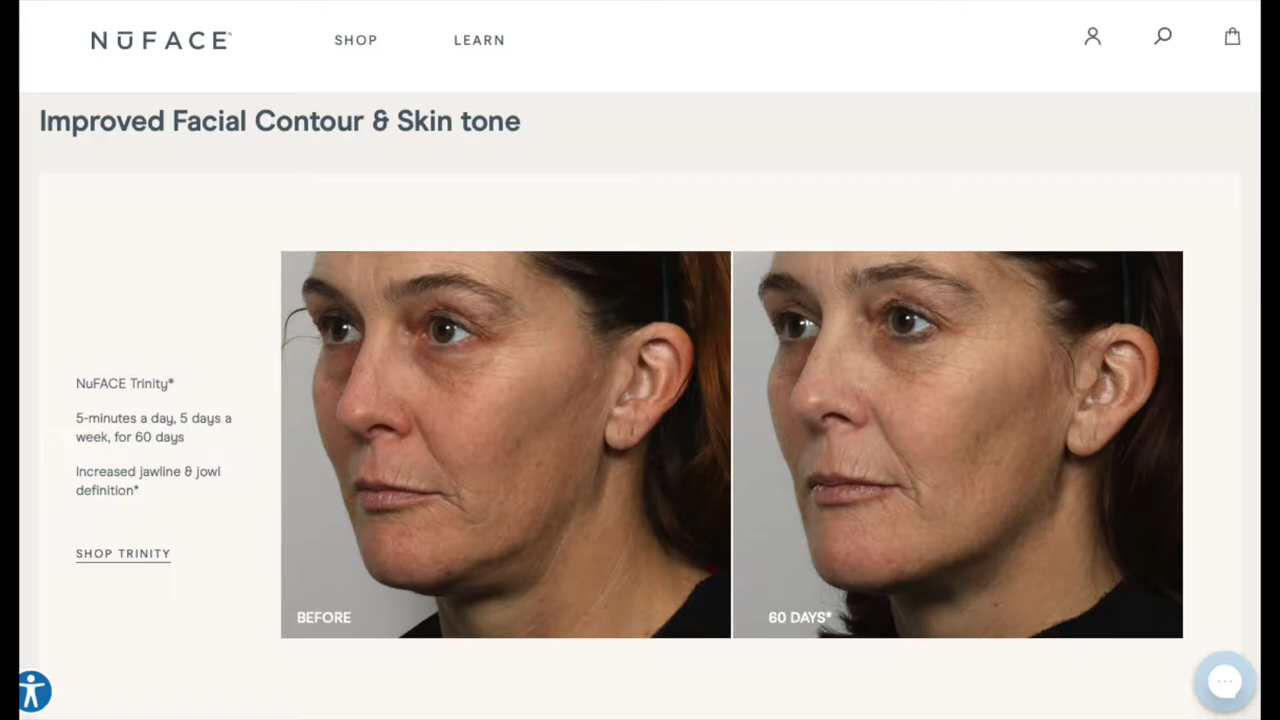 NūFACE®
SHOP
LEARN
Improved Facial Contour & Skin tone
NuFACE Trinity®
5-minutes a day, 5 days a
week, for 60 days
Increased jawline & jowl
definition*
SHOP TRINITY
BEFORE
60 DAYS*